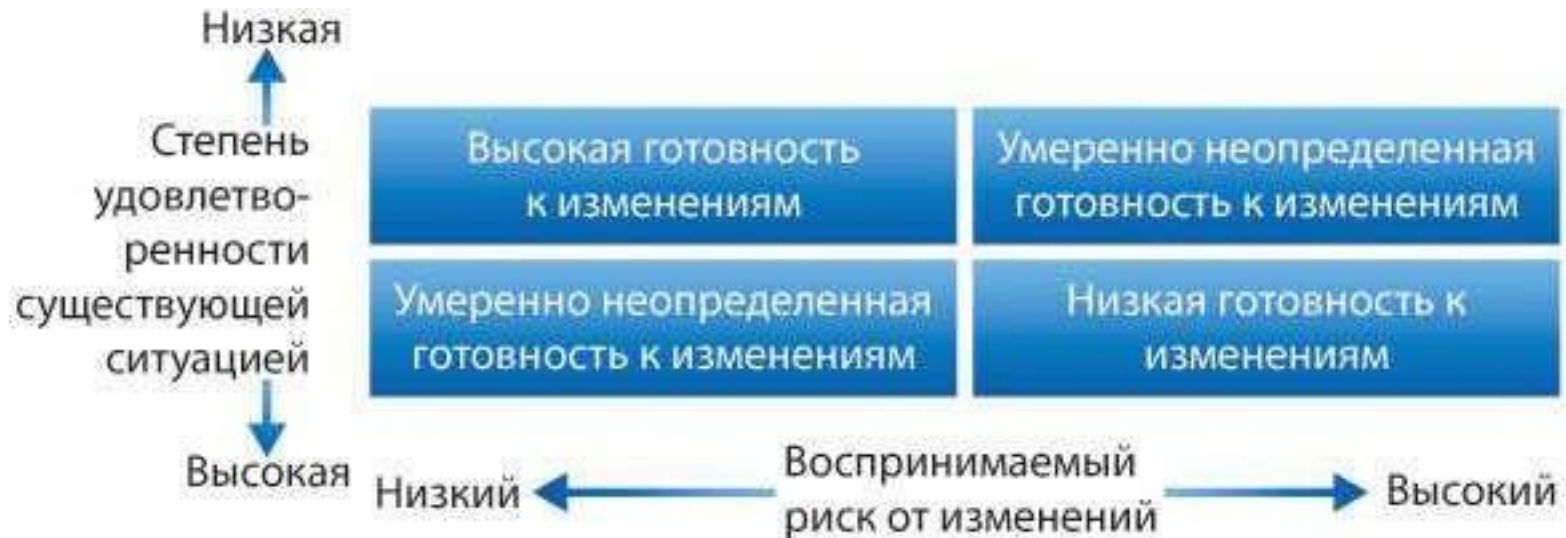 Низкая
Степень
удовлетво-
ренности
существующей
ситуацией
Высокая
Высокая готовность
к изменениям
Умеренно неопределенная
готовность к изменениям
Умеренно неопределенная
готовность к изменениям
Низкая готовность к
изменениям
Низкий
Воспринимаемый
риск от изменений
Высокий